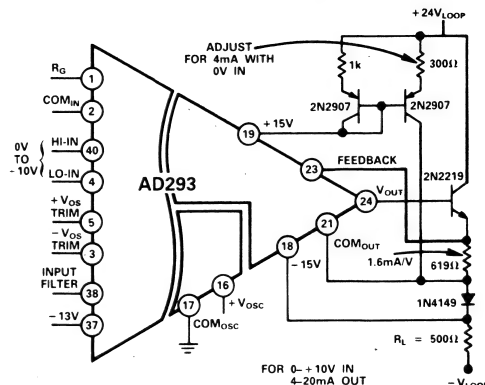 +24VLOOP
ADJUST
FOR 4mA WITH
0V IN
1k
300Ω
RG
1
COMIN
2
2N2907
2N2907
+15V
19
HI-IN
40
0V
TO
-10V
LO-IN
4
AD293
23
FEEDBACK
2N2219
+VOS
TRIM
5
24
VOUT
-VOS
TRIM
3
21
COMOUT
18
-15V
1.6mA/V
619Ω
INPUT
FILTER
38
16
+VOSC
17
COMOSC
1N4149
-13V
37
RL = 500Ω
FOR 0-+10V IN
4-20mA OUT
-VLOOP